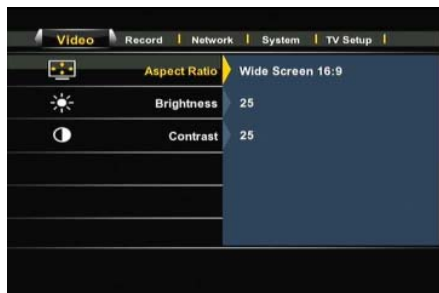 Video Record Network System TV Setup
Aspect Ratio Wide Screen 16:9
Brightness 25
Contrast 25